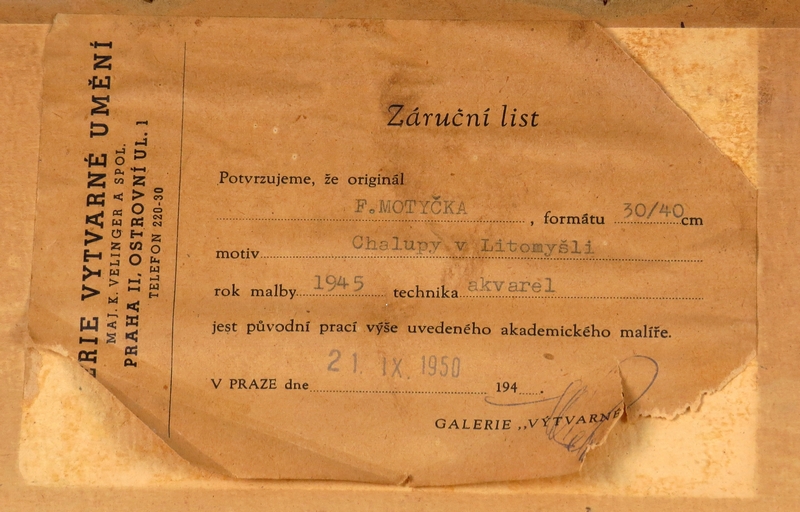 ERIE VÝTVARNÉ UMĚNÍ
MAJ. K. VELINGER A SPOL.
PRAHA II, OSTROVNÍ UL. 1
TELEFON 220-30
Záruční list
Potvrzujeme, že originál
F.MOTYČKA, formátu 30/40 cm
motiv Chalupy v Litomyšli
rok malby 1945 technika akvarel
jest původní prací výše uvedeného akademického malíře.
21 IX. 1950
V PRAZE dne 194 .
GALERIE „VÝTVARNÉ